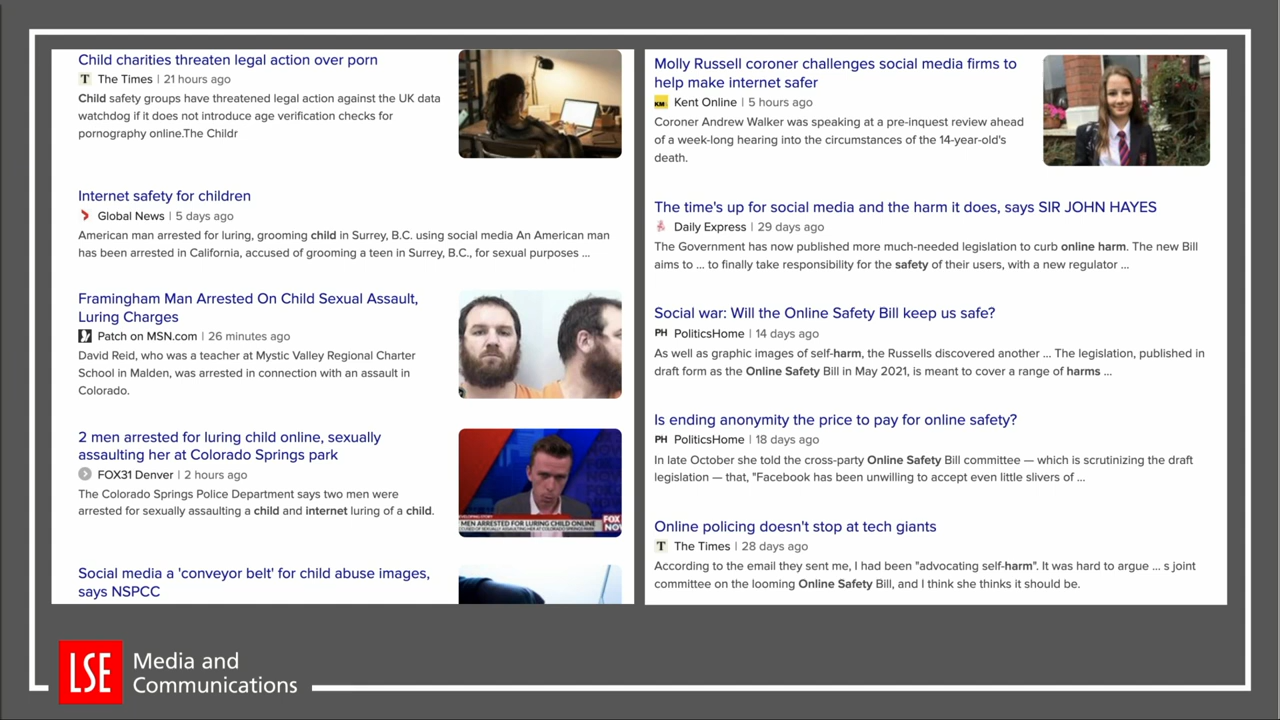 Child charities threaten legal action over porn
T The Times | 21 hours ago
Child safety groups have threatened legal action against the UK data
watchdog if it does not introduce age verification checks for
pornography online.The Childr
Internet safety for children
Global News | 5 days ago
American man arrested for luring, grooming child in Surrey, B.C. using social media An American man
has been arrested in California, accused of grooming a teen in Surrey, B.C., for sexual purposes ...
Framingham Man Arrested On Child Sexual Assault,
Luring Charges
Patch on MSN.com | 26 minutes ago
David Reid, who was a teacher at Mystic Valley Regional Charter
School in Malden, was arrested in connection with an assault in
Colorado.
2 men arrested for luring child online, sexually
assaulting her at Colorado Springs park
FOX31 Denver | 2 hours ago
The Colorado Springs Police Department says two men were
arrested for sexually assaulting a child and internet luring of a child.
MEN ARRESTED FOR LURING CHILD ONLINE
FOX
NOW
Social media a 'conveyor belt' for child abuse images,
says NSPCC
Molly Russell coroner challenges social media firms to
help make internet safer
KM Kent Online | 5 hours ago
Coroner Andrew Walker was speaking at a pre-inquest review ahead
of a week-long hearing into the circumstances of the 14-year-old's
death.
The time's up for social media and the harm it does, says SIR JOHN HAYES
Daily Express | 29 days ago
The Government has now published more much-needed legislation to curb online harm. The new Bill
aims to ... to finally take responsibility for the safety of their users, with a new regulator ...
Social war: Will the Online Safety Bill keep us safe?
PH PoliticsHome | 14 days ago
As well as graphic images of self-harm, the Russells discovered another ... The legislation, published in
draft form as the Online Safety Bill in May 2021, is meant to cover a range of harms ...
Is ending anonymity the price to pay for online safety?
PH PoliticsHome | 18 days ago
In late October she told the cross-party Online Safety Bill committee — which is scrutinizing the draft
legislation — that, "Facebook has been unwilling to accept even little slivers of ...
Online policing doesn't stop at tech giants
T The Times | 28 days ago
According to the email they sent me, I had been "advocating self-harm". It was hard to argue ... s joint
committee on the looming Online Safety Bill, and I think she thinks it should be.
LSE Media and
Communications